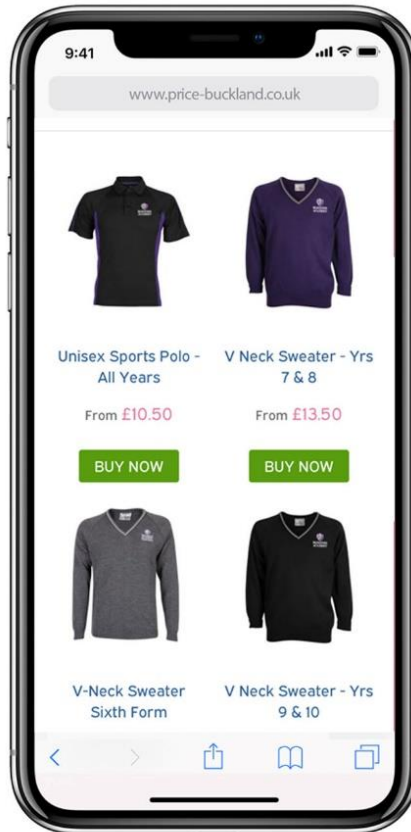 9:41
www.price-buckland.co.uk
Unisex Sports Polo -
All Years
From £10.50
BUY NOW
V Neck Sweater - Yrs
7 & 8
From £13.50
BUY NOW
V-Neck Sweater
Sixth Form
V Neck Sweater - Yrs
9 & 10